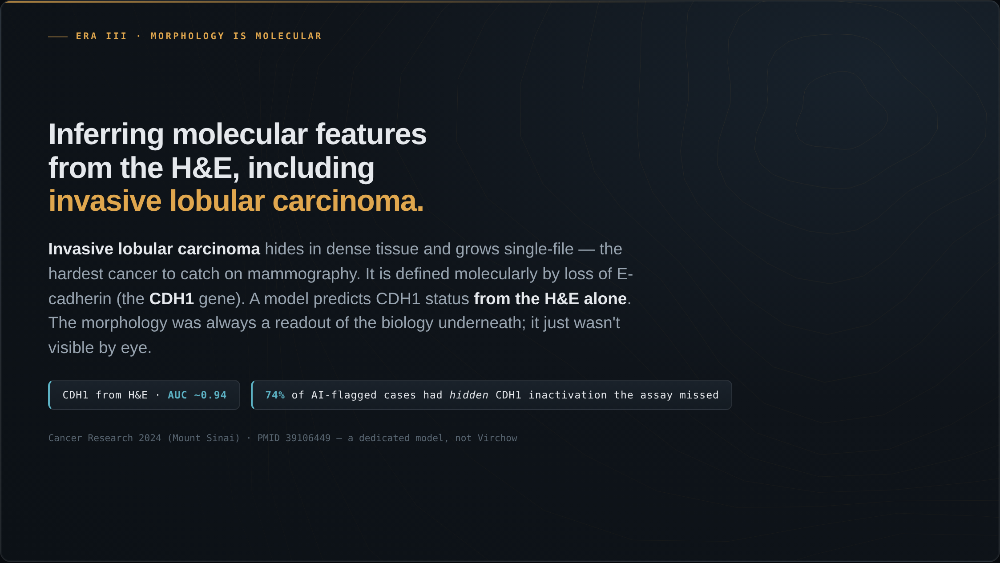 ERA III · MORPHOLOGY IS MOLECULAR
Inferring molecular features
from the H&E, including
invasive lobular carcinoma.
Invasive lobular carcinoma hides in dense tissue and grows single-file — the
hardest cancer to catch on mammography. It is defined molecularly by loss of E-
cadherin (the CDH1 gene). A model predicts CDH1 status from the H&E alone.
The morphology was always a readout of the biology underneath; it just wasn't
visible by eye.
CDH1 from H&E · AUC ~0.94
74% of AI-flagged cases had hidden CDH1 inactivation the assay missed
Cancer Research 2024 (Mount Sinai) · PMID 39106449 — a dedicated model, not Virchow